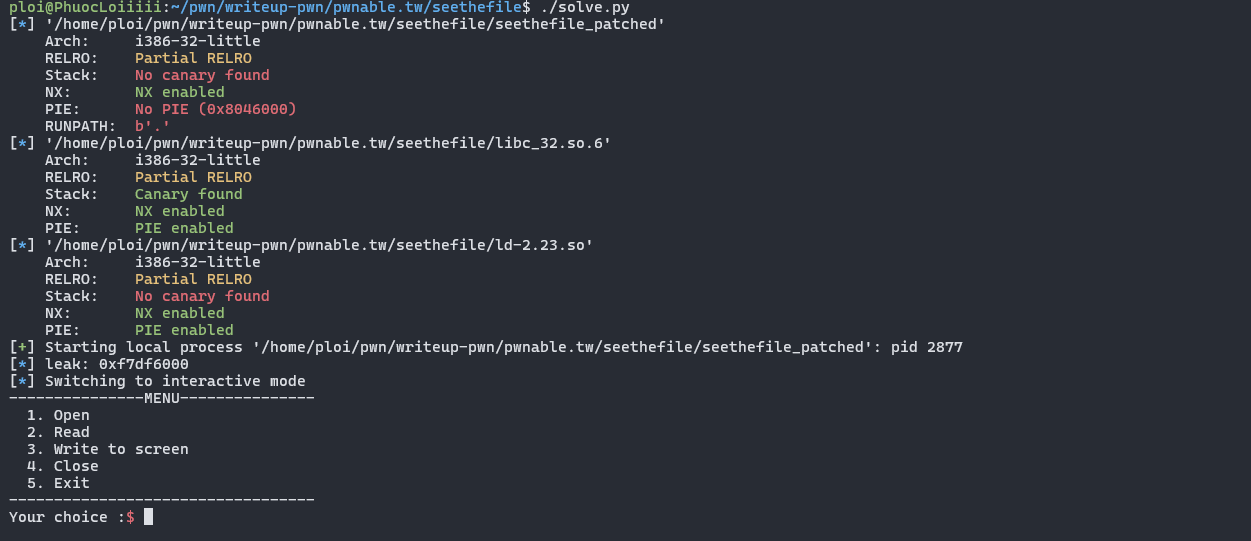 ploi@PhuocLoiiiii:~/pwn/writeup-pwn/pwnable.tw/seethefile$ ./solve.py
[*] '/home/ploi/pwn/writeup-pwn/pwnable.tw/seethefile/seethefile_patched'
    Arch:     i386-32-little
    RELRO:    Partial RELRO
    Stack:    No canary found
    NX:       NX enabled
    PIE:      No PIE (0x8046000)
    RUNPATH:  b'.'
[*] '/home/ploi/pwn/writeup-pwn/pwnable.tw/seethefile/libc_32.so.6'
    Arch:     i386-32-little
    RELRO:    Partial RELRO
    Stack:    Canary found
    NX:       NX enabled
    PIE:      PIE enabled
[*] '/home/ploi/pwn/writeup-pwn/pwnable.tw/seethefile/ld-2.23.so'
    Arch:     i386-32-little
    RELRO:    Partial RELRO
    Stack:    No canary found
    NX:       NX enabled
    PIE:      PIE enabled
[+] Starting local process '/home/ploi/pwn/writeup-pwn/pwnable.tw/seethefile/seethefile_patched': pid 2877
[*] leak: 0xf7df6000
[*] Switching to interactive mode
---------------MENU---------------
  1. Open
  2. Read
  3. Write to screen
  4. Close
  5. Exit
----------------------------------
Your choice :$